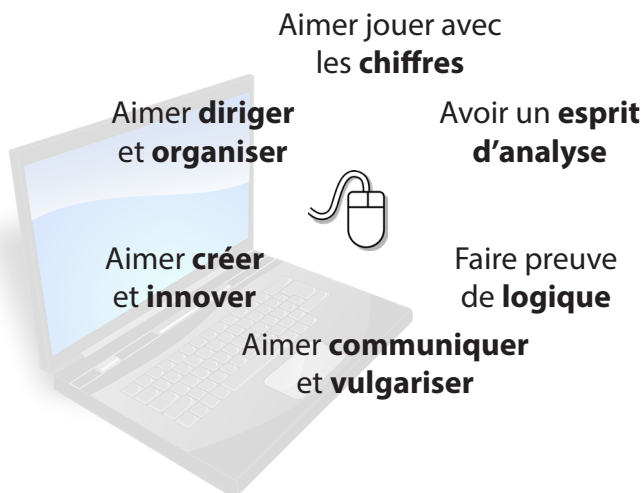 Aimer jouer avec
les chiffres
Aimer diriger
et organiser
Avoir un esprit
d’analyse
Aimer créer
et innover
Faire preuve
de logique
Aimer communiquer
et vulgariser